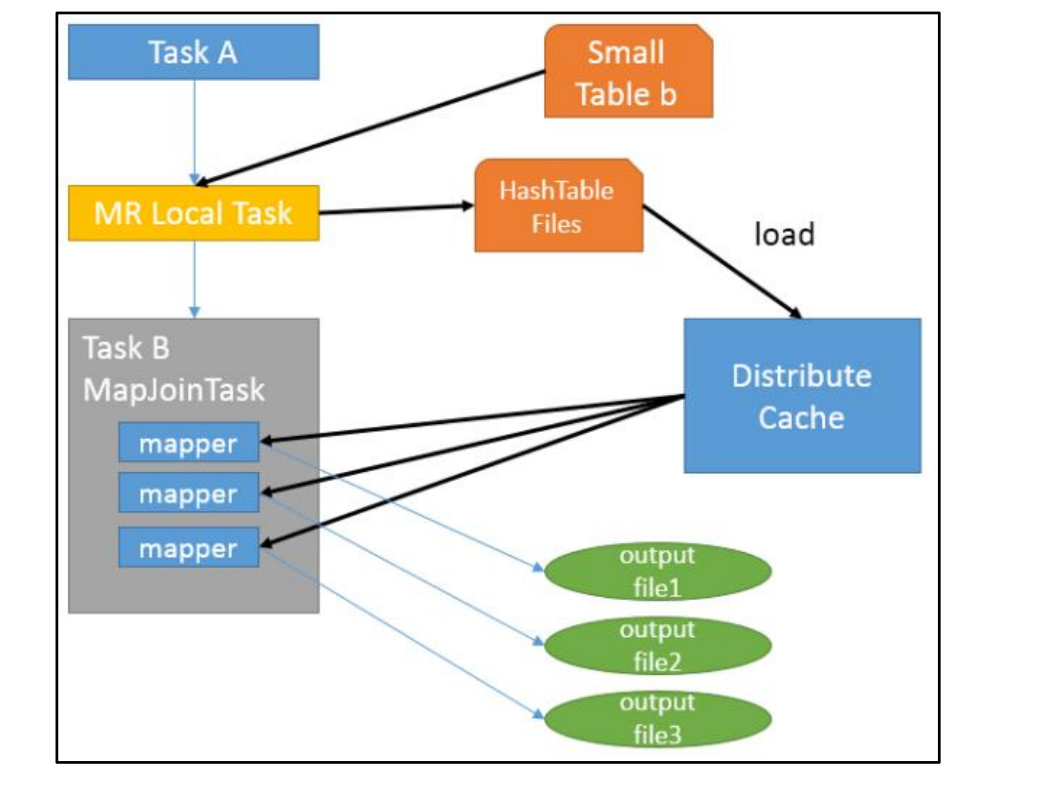 Task A
Small
Table b
MR Local Task
HashTable
Files
load
Task B
MapJoinTask
Distribute
Cache
mapper
mapper
mapper
output
file1
output
file2
output
file3